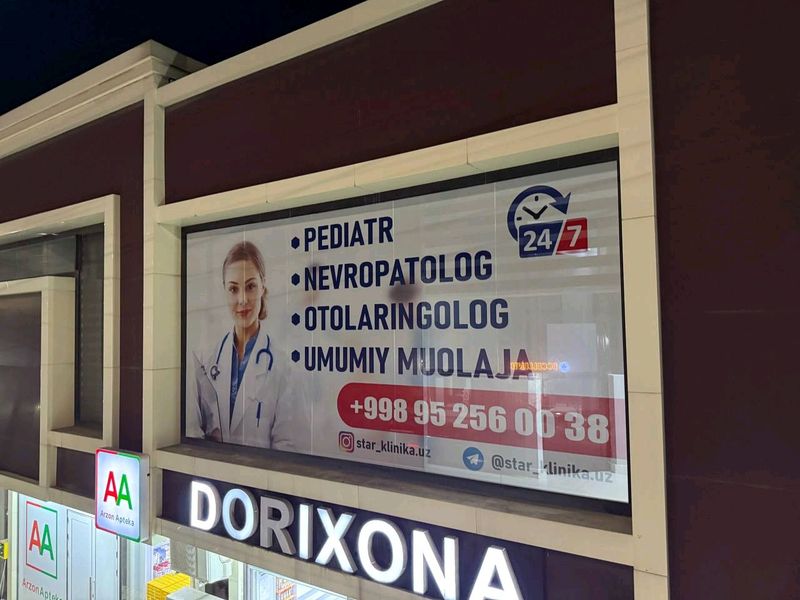 • PEDIATR
• NEVROPATOLOG
• OTOLARINGOLOG
• UMUMIY MUOLAJA
24/7
+998 95 256 00 38
star_klinika.uz
@star_klinika.uz
AA
Arzon Apteka
DORIXONA
AA
Arzon Apteka